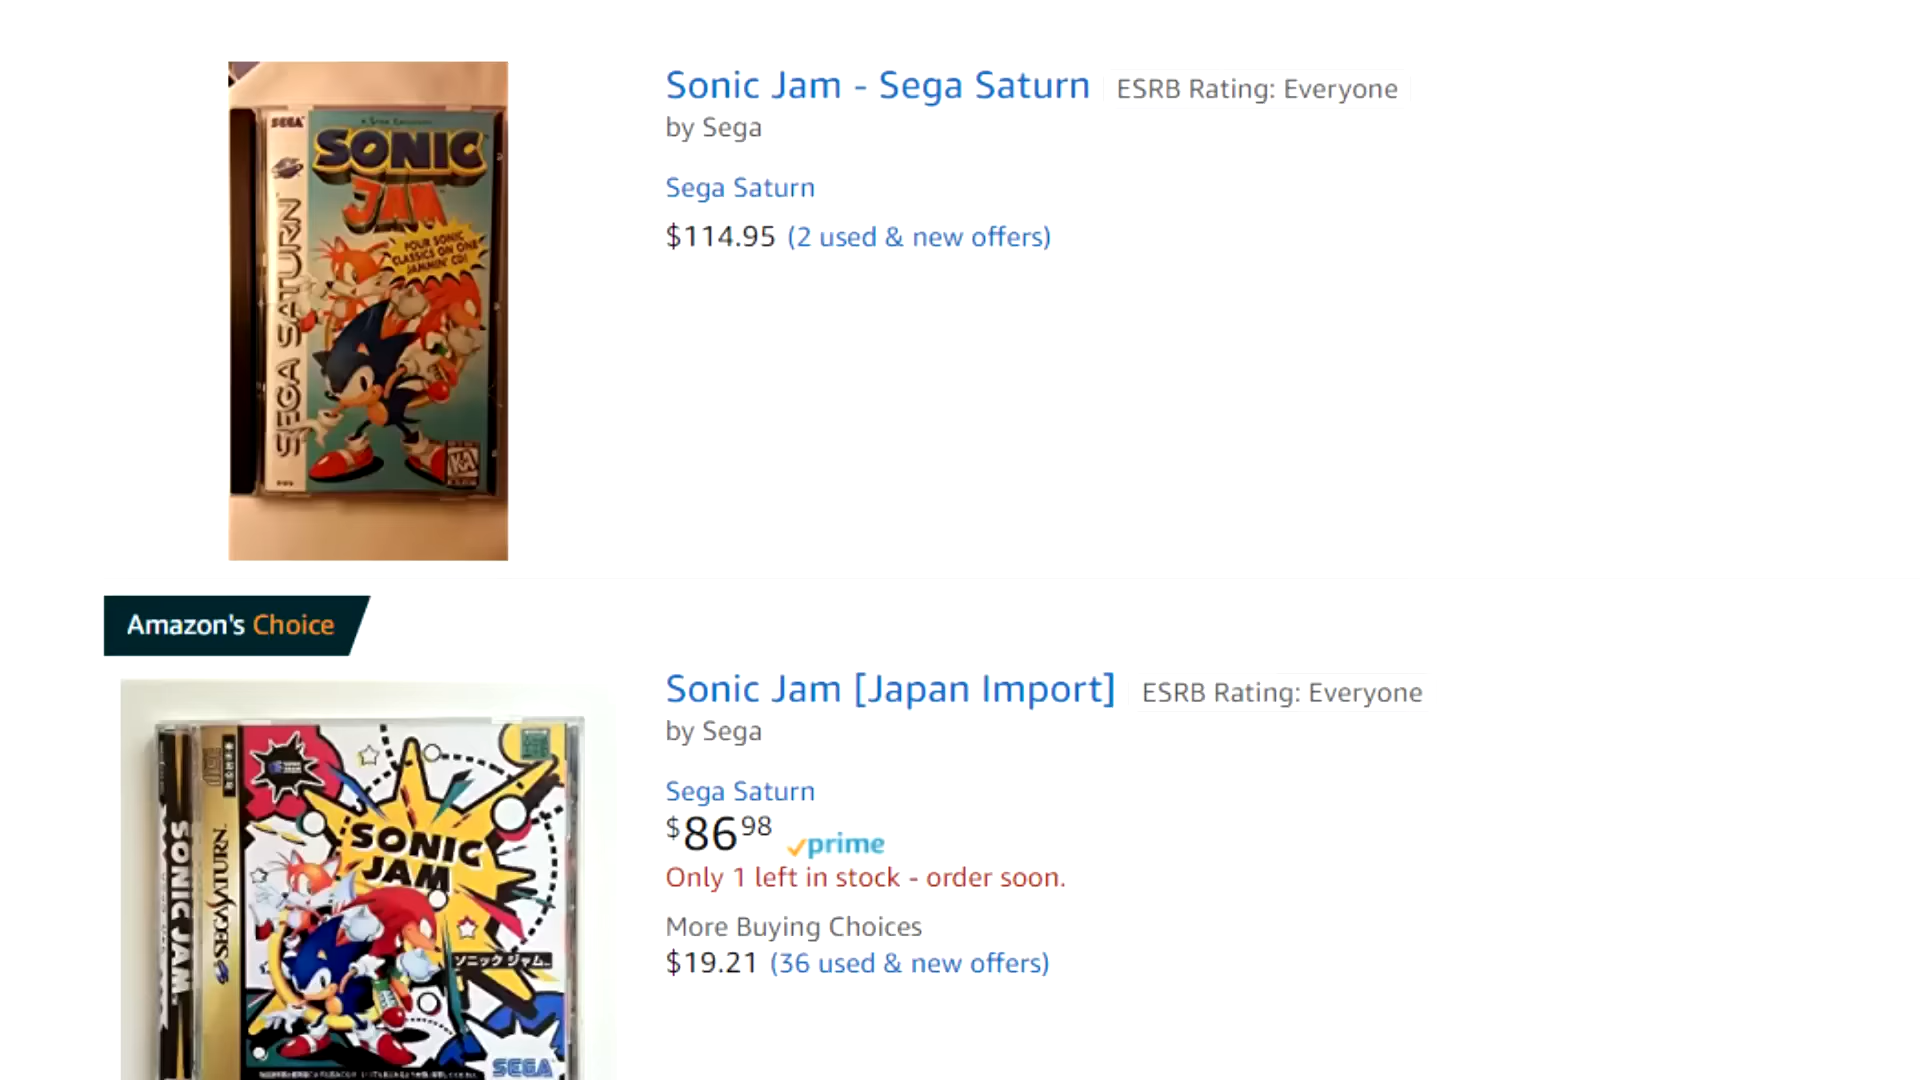 SEGA
SONIC
JAM
FOUR SONIC
CLASSICS ON ONE
JAMMIN' CD!
SEGA SATURN
KA
Sonic Jam - Sega Saturn ESRB Rating: Everyone
by Sega
Sega Saturn
$114.95 (2 used & new offers)
Amazon's Choice
SONIC JAM
SEGASATURN
SONIC
JAM
ソニック ジャム
SEGA
Sonic Jam [Japan Import] ESRB Rating: Everyone
by Sega
Sega Saturn
$86 98 prime
Only 1 left in stock - order soon.
More Buying Choices
$19.21 (36 used & new offers)